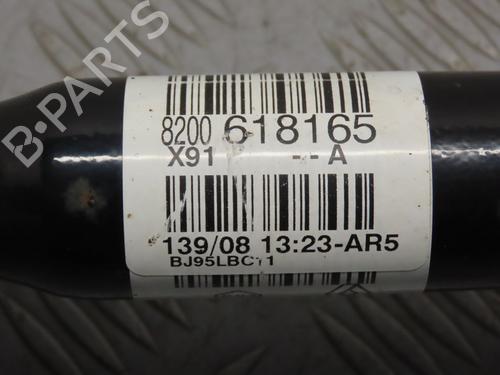 B-PARTS
8200 618165
X91 -- A
139/08 13:23-AR5
BJ95LBC11